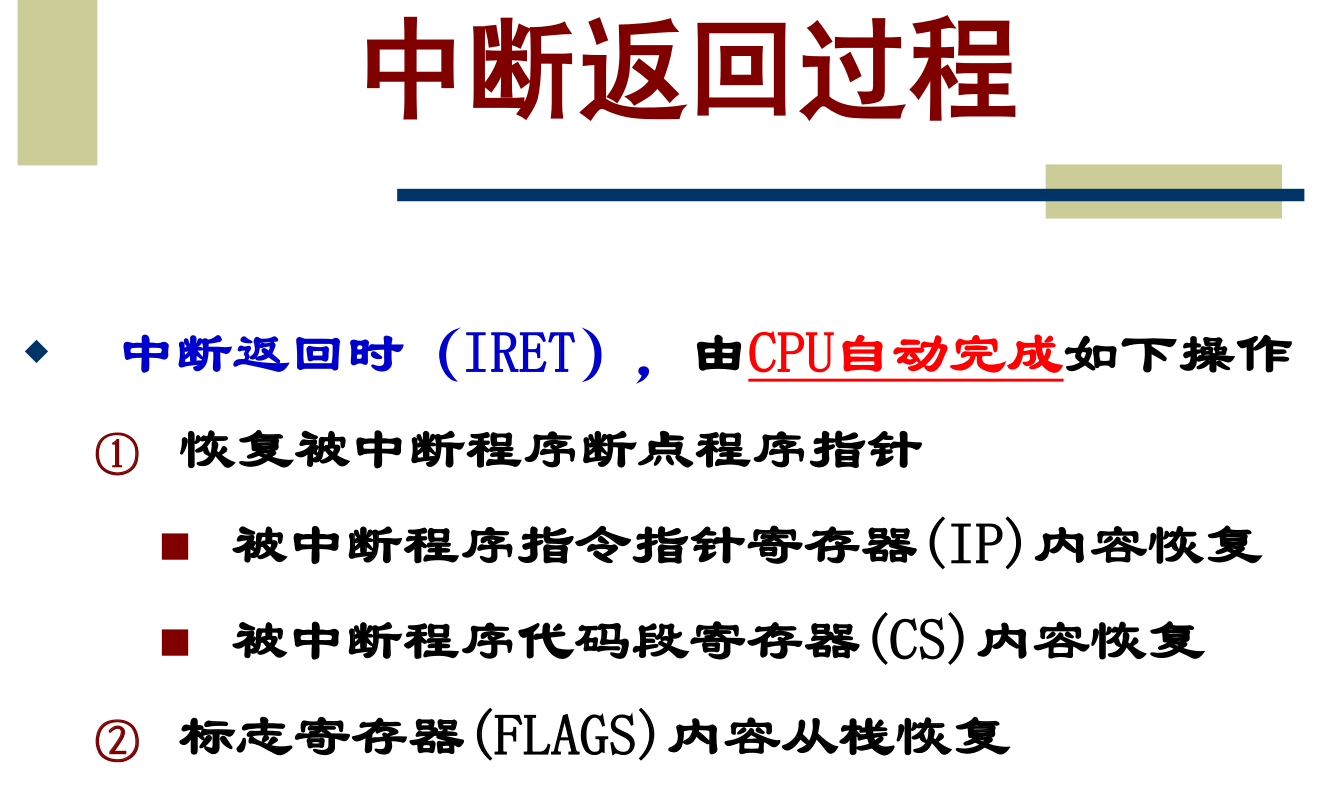 中断返回过程
中断返回时（IRET），由CPU自动完成如下操作
① 恢复被中断程序断点程序指针
■ 被中断程序指令指针寄存器(IP)内容恢复
■ 被中断程序代码段寄存器(CS)内容恢复
② 标志寄存器(FLAGS)内容从栈恢复